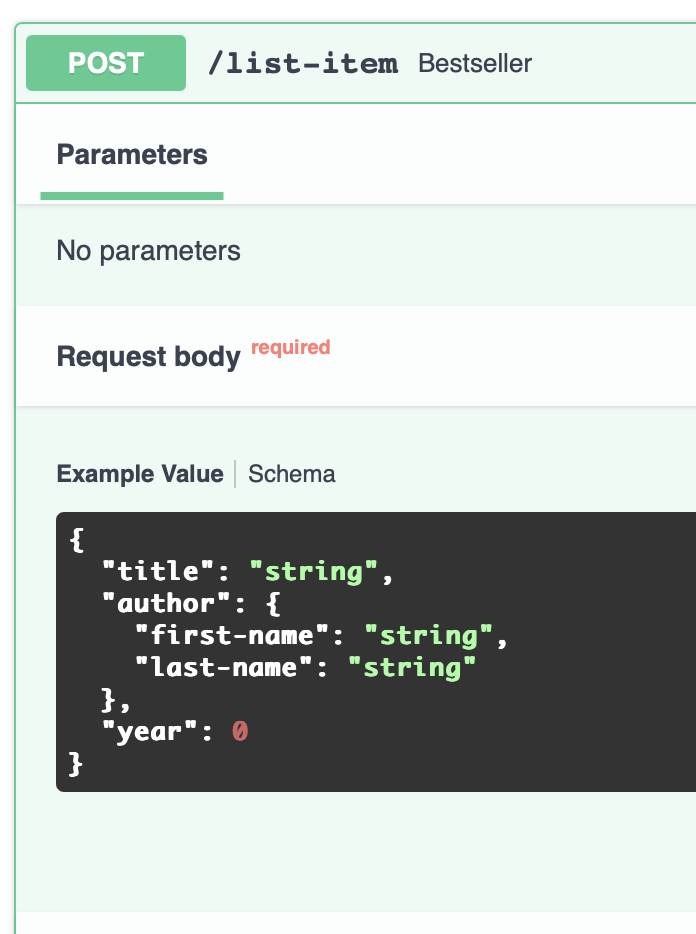 POST /list-item Bestseller
Parameters
No parameters
Request body required
Example Value Schema
{
  "title": "string",
  "author": {
    "first-name": "string",
    "last-name": "string"
  },
  "year": 0
}